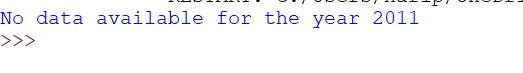 No data available for the year 2011
>>>